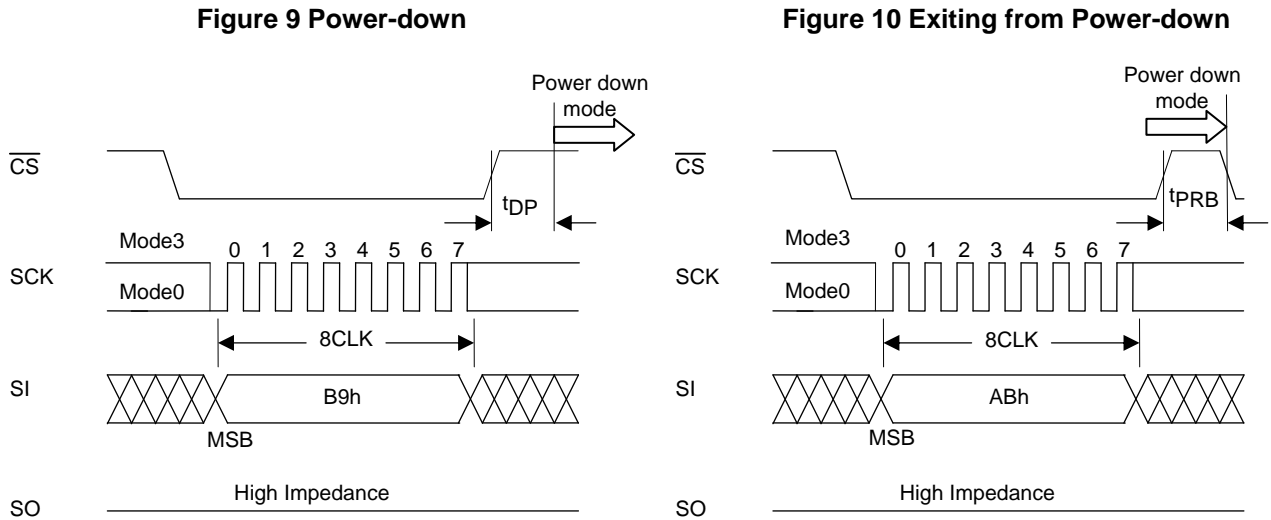 Figure 9 Power-down
Power down
mode
CS
tDP
Mode3
0 1 2 3 4 5 6 7
SCK
Mode0
8CLK
SI
B9h
MSB
High Impedance
SO
Figure 10 Exiting from Power-down
Power down
mode
CS
tPRB
Mode3
0 1 2 3 4 5 6 7
SCK
Mode0
8CLK
SI
ABh
MSB
High Impedance
SO